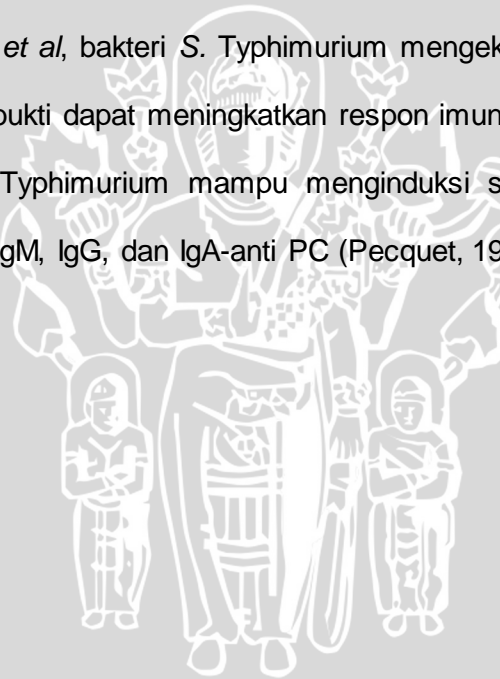 et al, bakteri S. Typhimurium mengek
bukti dapat meningkatkan respon imun
Typhimurium mampu menginduksi s
gM, IgG, dan IgA-anti PC (Pecquet, 19